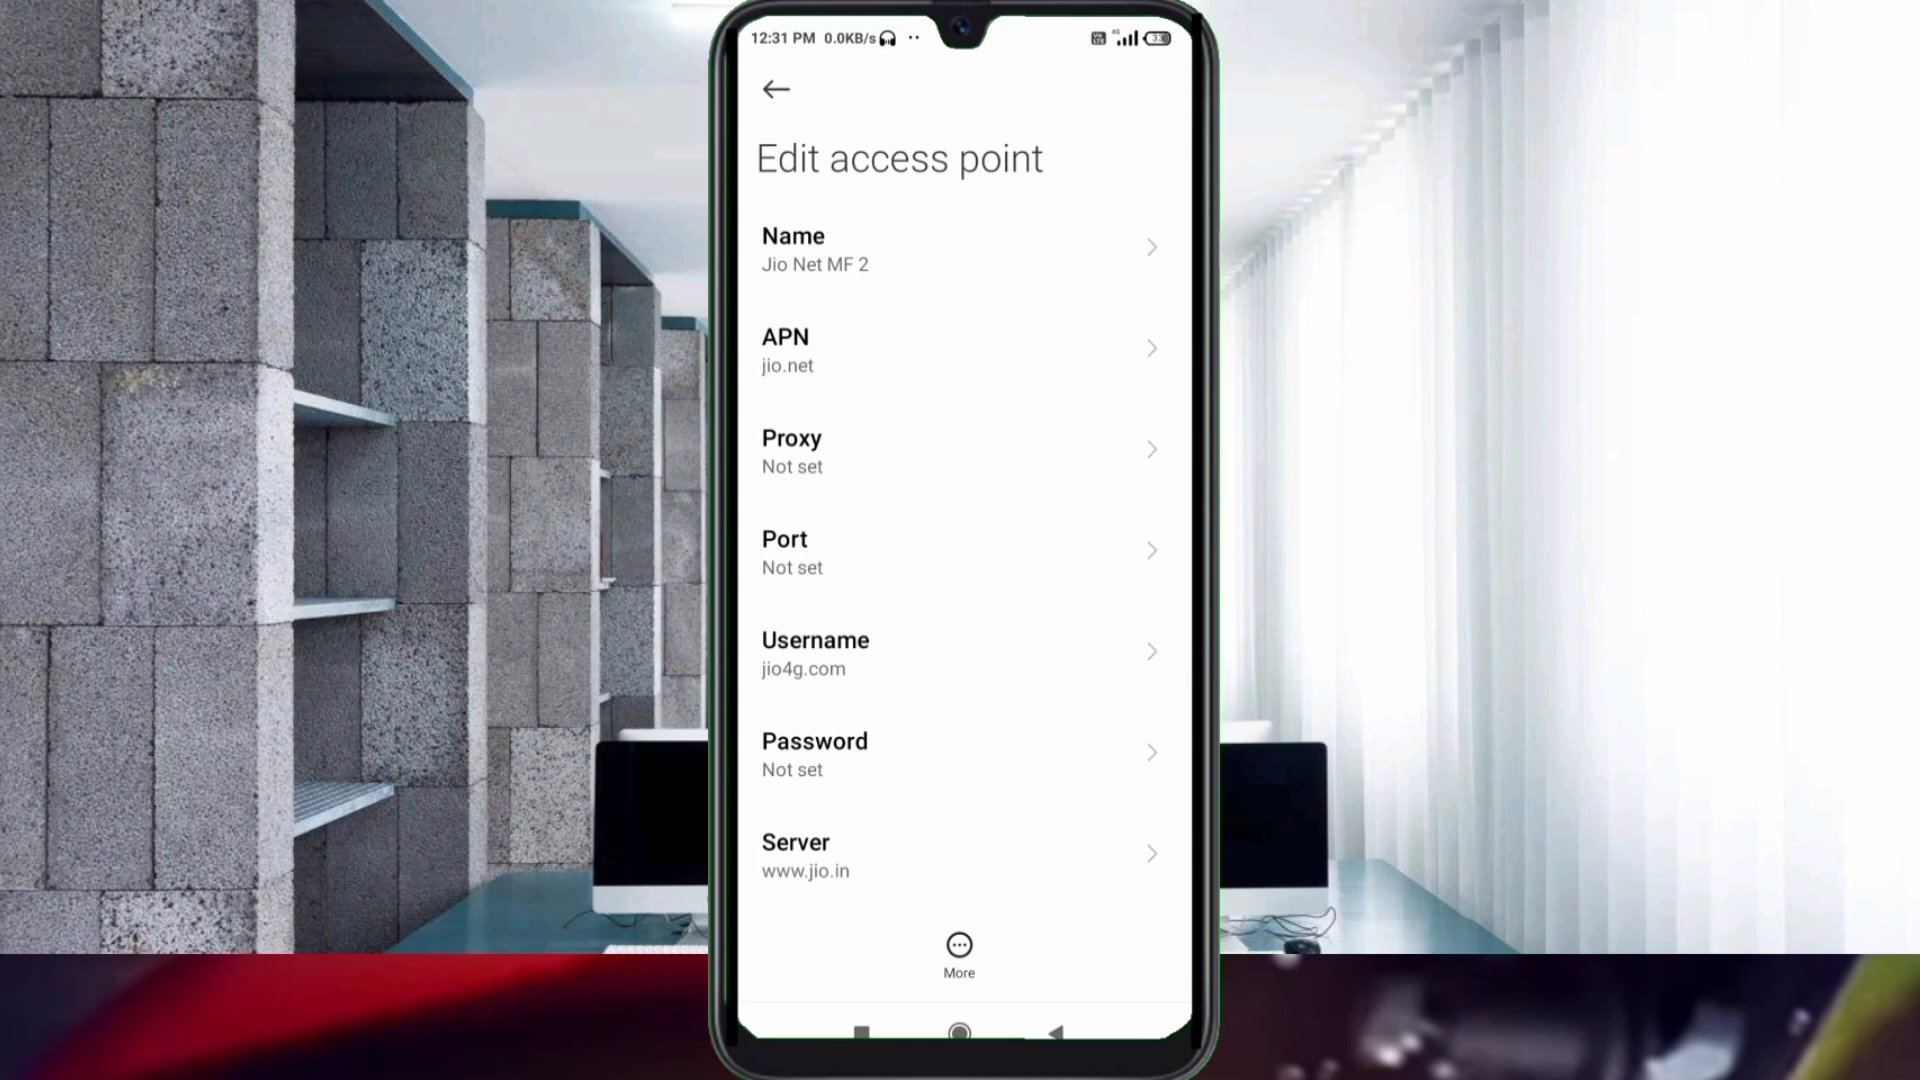 12:31 PM 0.0KB/s
Edit access point
Name
Jio Net MF 2
APN
jio.net
Proxy
Not set
Port
Not set
Username
jio4g.com
Password
Not set
Server
www.jio.in
More